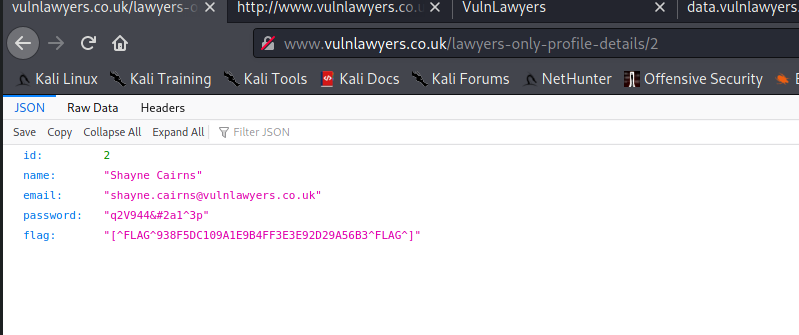 vulnlawyers.co.uk/lawyers-o
http://www.vulnlawyers.co.u
VulnLawyers
data.vulnlawyers.
www.vulnlawyers.co.uk/lawyers-only-profile-details/2
Kali Linux Kali Training Kali Tools Kali Docs Kali Forums NetHunter Offensive Security
JSON Raw Data Headers
Save Copy Collapse All Expand All Filter JSON
id: 2
name: "Shayne Cairns"
email: "shayne.cairns@vulnlawyers.co.uk"
password: "q2V944&#2a1^3p"
flag: "[^FLAG^938F5DC109A1E9B4FF3E3E92D29A56B3^FLAG^]"